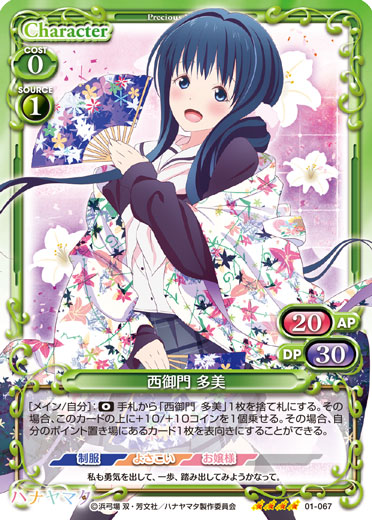 Precious
Character
COST
0
SOURCE
1
20 AP
DP 30
西御門 多美
[メイン/自分]：手札から「西御門 多美」1枚を捨て札にする。その
場合、このカードの上に+10/+10コインを1個乗せる。その場合、自
分のポイント置き場にあるカード1枚を表向きにすることができる。
制服 よさこい お嬢様
私も勇気を出して、一歩、踏み出してみようかなって。
ハナヤマタ
©浜弓場 双・芳文社／ハナヤマタ製作委員会
01-067